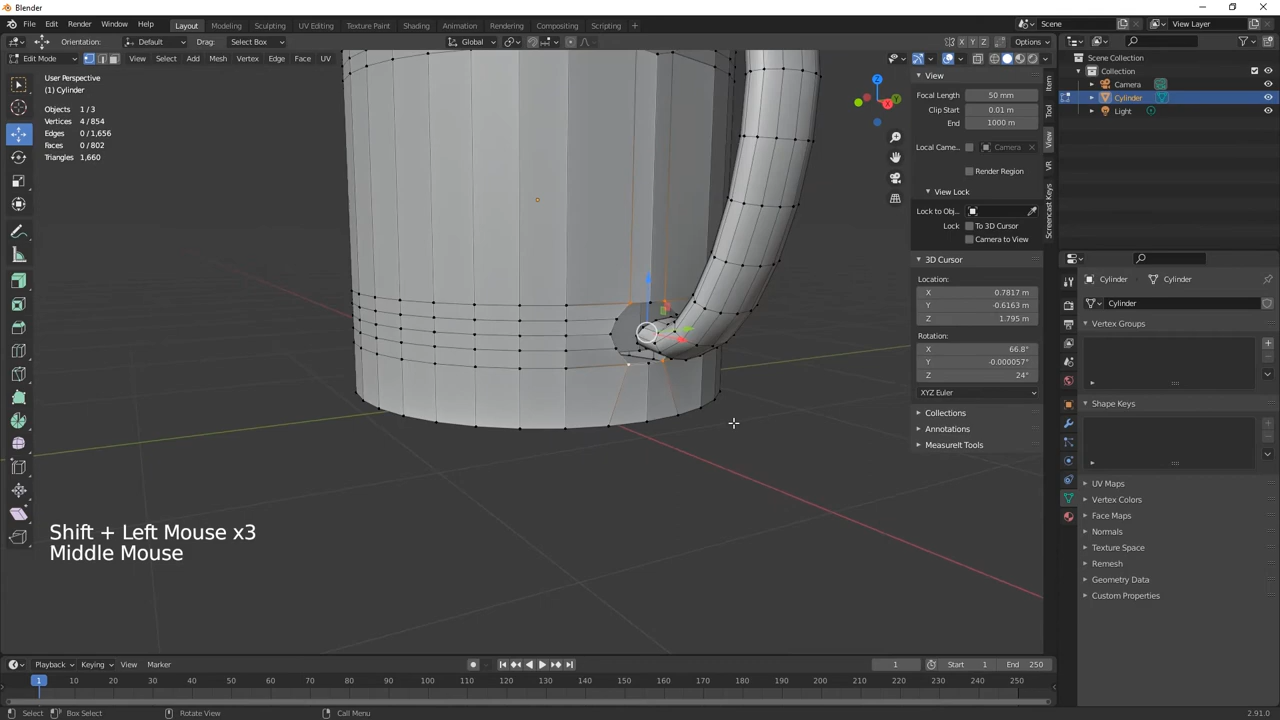 Blender
File Edit Render Window Help Layout Modeling Sculpting UV Editing Texture Paint Shading Animation Rendering Compositing Scripting + Scene View Layer
Orientation: Default Drag: Select Box Global X Y Z Options
Edit Mode View Select Add Mesh Vertex Edge Face UV
User Perspective
(1) Cylinder
Objects 1/3
Vertices 4/854
Edges 0/1,656
Faces 0/802
Triangles 1,660
Z
Y
X
View
Focal Length 50 mm
Clip Start 0.01 m
End 1000 m
Local Came... Camera
Render Region
View Lock
Lock to Obj...
Lock To 3D Cursor
Camera to View
3D Cursor
Location:
X 0.7817 m
Y -0.6163 m
Z 1.795 m
Rotation:
X 66.8°
Y -0.000057°
Z 24°
XYZ Euler
Collections
Annotations
MeasureIt Tools
Item
Tool
View
VR
Screencast Keys
Scene Collection
Collection
Camera
Cylinder
Light
Cylinder Cylinder
Cylinder
Vertex Groups
Shape Keys
UV Maps
Vertex Colors
Face Maps
Normals
Texture Space
Remesh
Geometry Data
Custom Properties
Shift + Left Mouse x3
Middle Mouse
Playback Keying View Marker 1 Start 1 End 250
1 10 20 30 40 50 60 70 80 90 100 110 120 130 140 150 160 170 180 190 200 210 220 230 240 250
Select Box Select Rotate View Call Menu 2.91.0